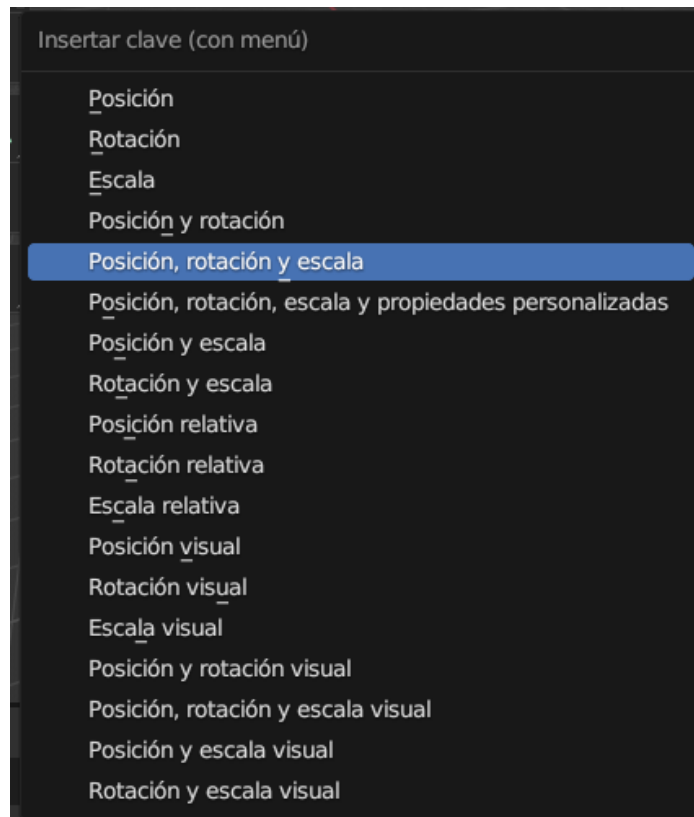 Insertar clave (con menú)
Posición
Rotación
Escala
Posición y rotación
Posición, rotación y escala
Posición, rotación, escala y propiedades personalizadas
Posición y escala
Rotación y escala
Posición relativa
Rotación relativa
Escala relativa
Posición visual
Rotación visual
Escala visual
Posición y rotación visual
Posición, rotación y escala visual
Posición y escala visual
Rotación y escala visual